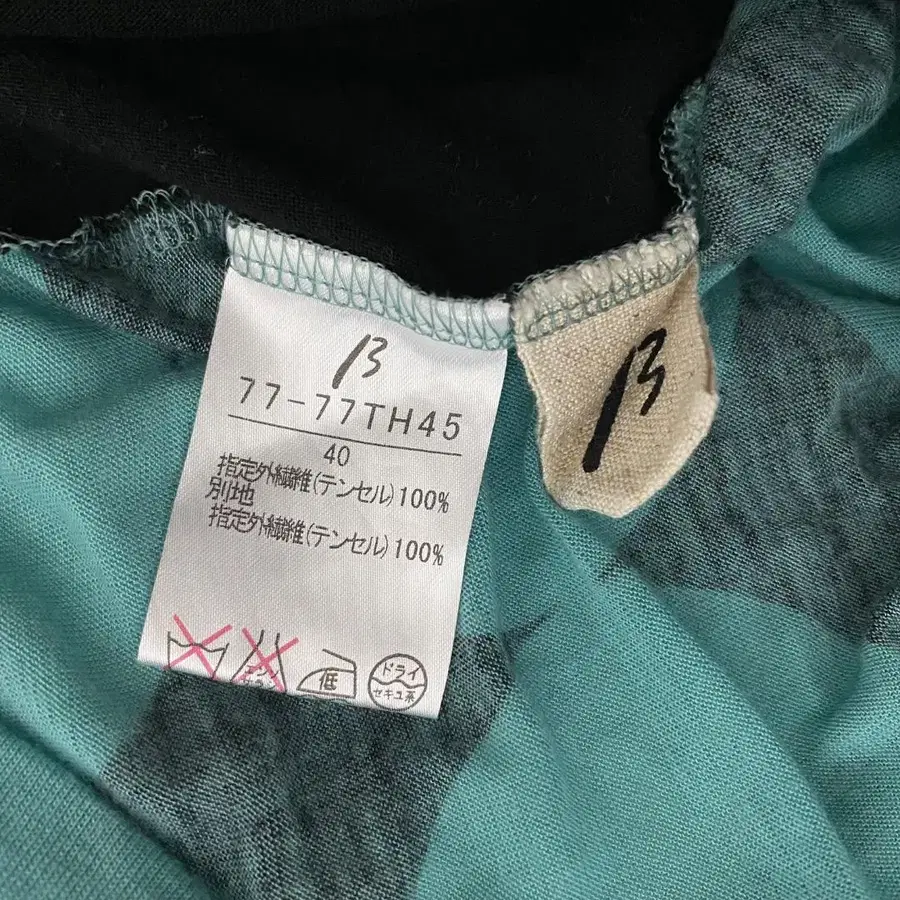 β
77-77TH45
40
指定外繊維(テンセル)100%
別地
指定外繊維(テンセル)100%
低
ドライ
セキユ系
β